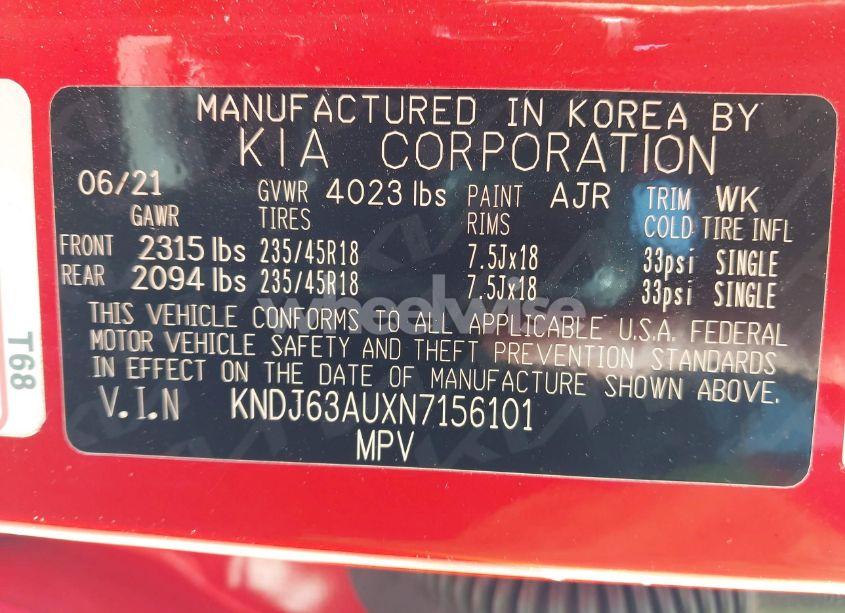 MANUFACTURED IN KOREA BY
KIA CORPORATION
06/21 GVWR 4023 lbs PAINT AJR TRIM WK
GAWR TIRES RIMS COLD TIRE INFL
FRONT 2315 lbs 235/45R18 7.5Jx18 33psi SINGLE
REAR 2094 lbs 235/45R18 7.5Jx18 33psi SINGLE
THIS VEHICLE CONFORMS TO ALL APPLICABLE U.S.A. FEDERAL
MOTOR VEHICLE SAFETY AND THEFT PREVENTION STANDARDS
IN EFFECT ON THE DATE OF MANUFACTURE SHOWN ABOVE.
V.I.N KNDJ63AUXN7156101
MPV
T68
wheelwise